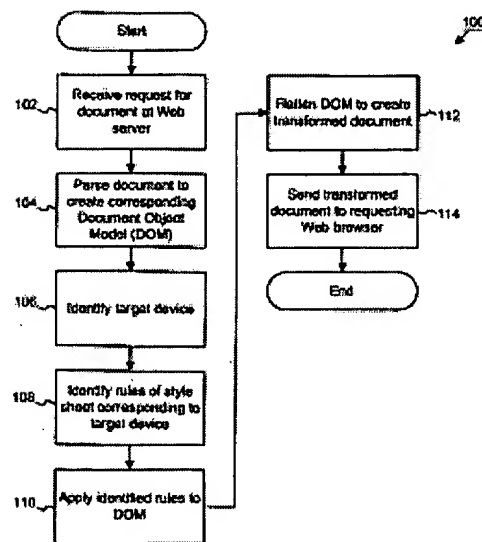 100
Start
102
Receive request for
document at Web
server
104
Parse document to
create corresponding
Document Object
Model (DOM)
106
Identify target device
108
Identify rules of style
sheet corresponding to
target device
110
Apply identified rules to
DOM
Flatten DOM to create
transformed document
112
Send transformed
document to requesting
Web browser
114
End